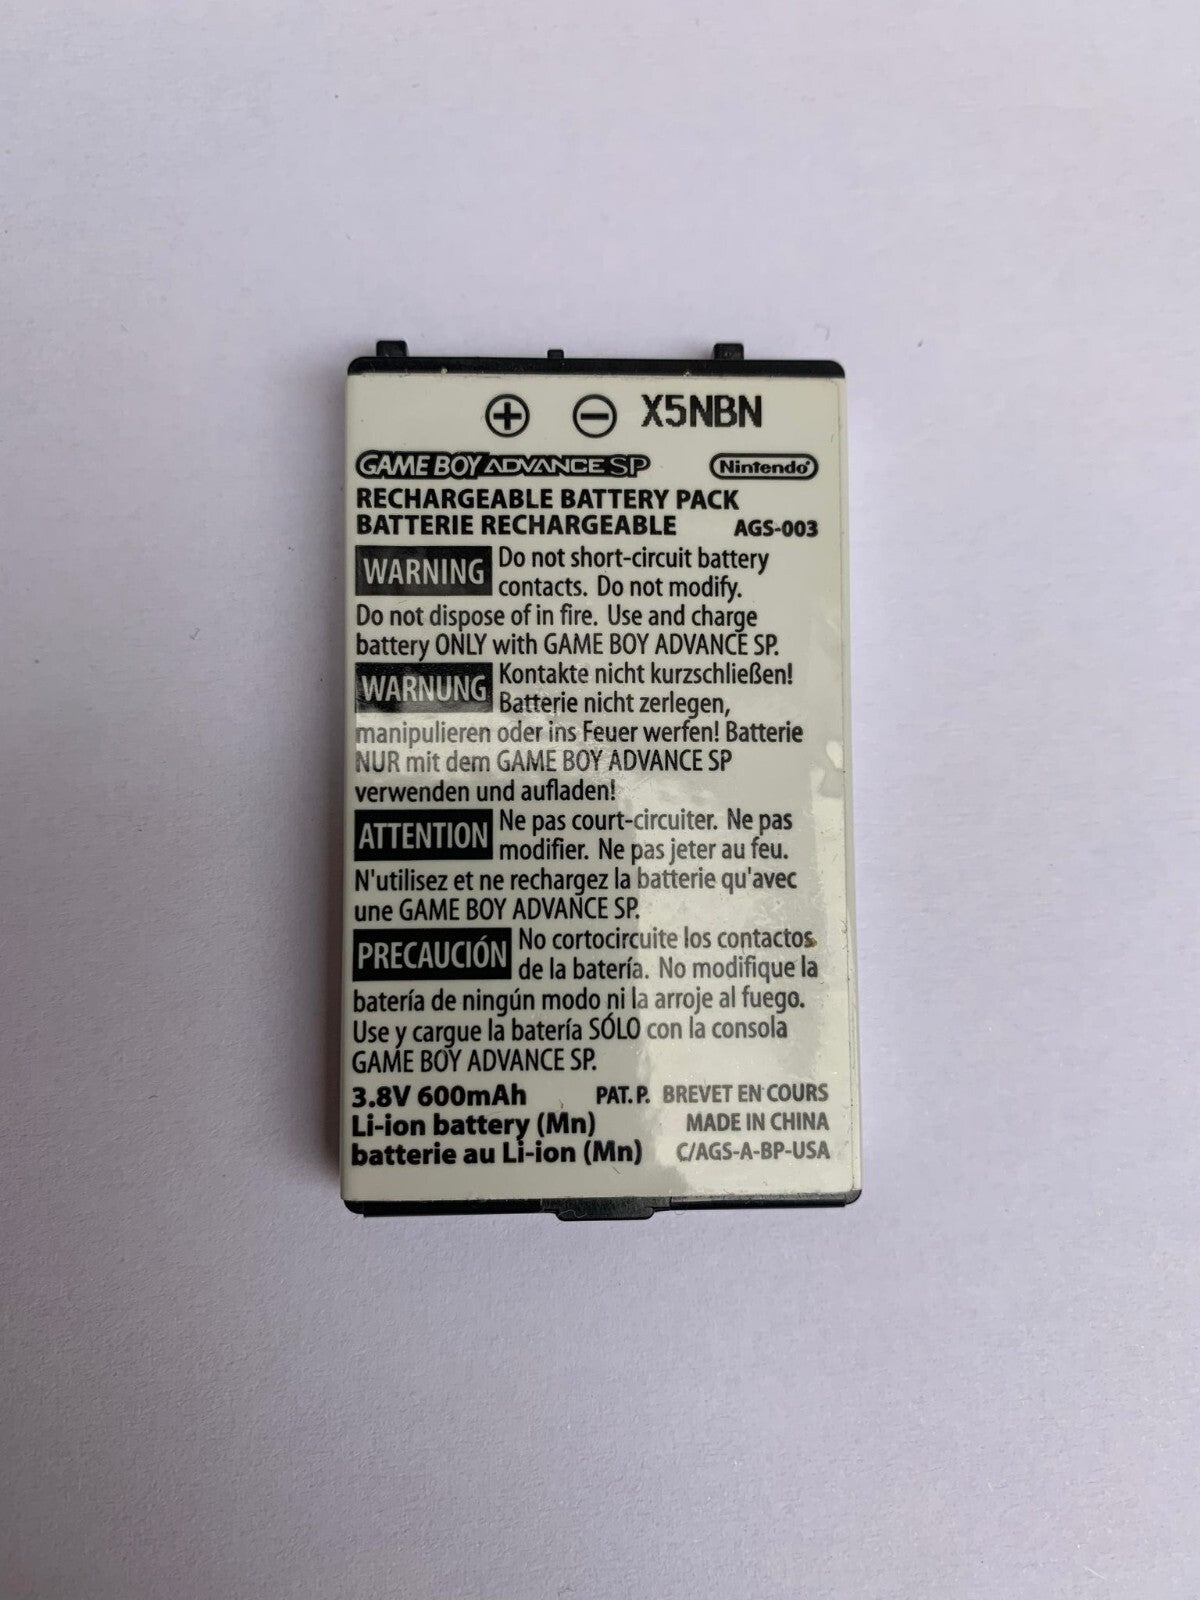 + − X5NBN
GAME BOY ADVANCE SP Nintendo
RECHARGEABLE BATTERY PACK
BATTERIE RECHARGEABLE AGS-003
WARNING Do not short-circuit battery
contacts. Do not modify.
Do not dispose of in fire. Use and charge
battery ONLY with GAME BOY ADVANCE SP.
WARNUNG Kontakte nicht kurzschließen!
Batterie nicht zerlegen,
manipulieren oder ins Feuer werfen! Batterie
NUR mit dem GAME BOY ADVANCE SP
verwenden und aufladen!
ATTENTION Ne pas court-circuiter. Ne pas
modifier. Ne pas jeter au feu.
N'utilisez et ne rechargez la batterie qu'avec
une GAME BOY ADVANCE SP.
PRECAUCIÓN No cortocircuite los contactos
de la batería. No modifique la
batería de ningún modo ni la arroje al fuego.
Use y cargue la batería SÓLO con la consola
GAME BOY ADVANCE SP.
3.8V 600mAh PAT. P. BREVET EN COURS
Li-ion battery (Mn) MADE IN CHINA
batterie au Li-ion (Mn) C/AGS-A-BP-USA